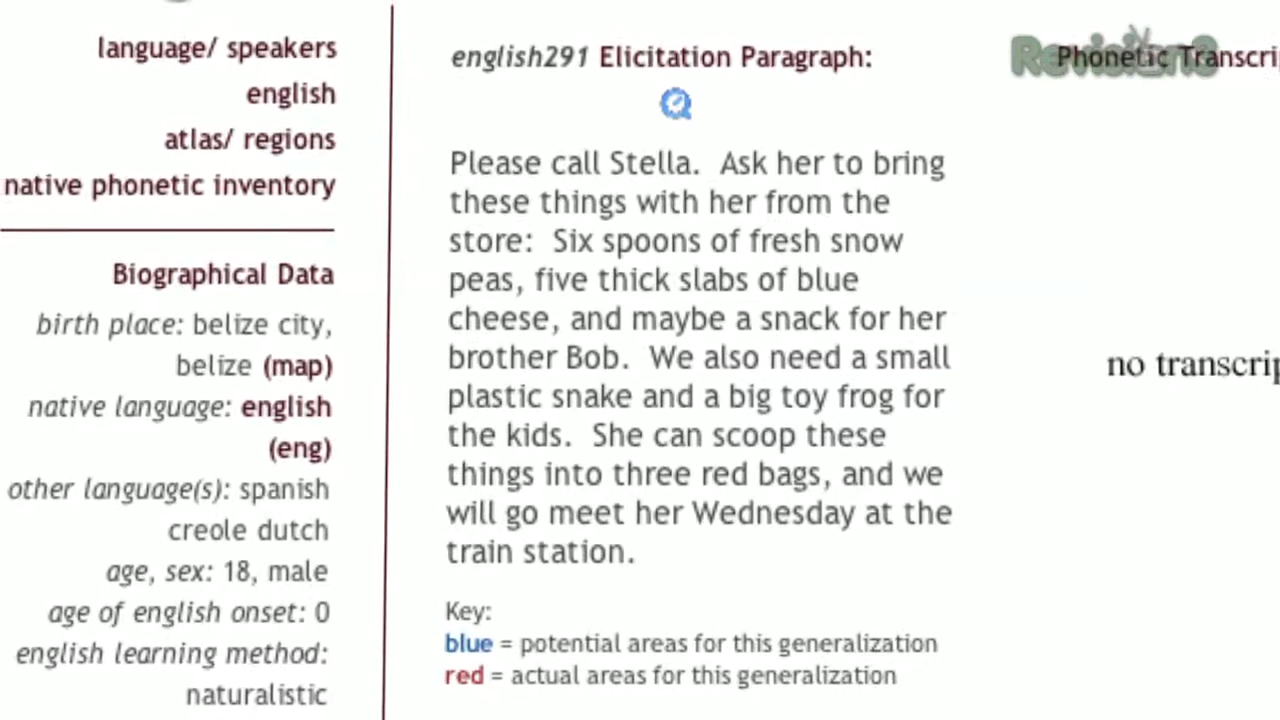 language/ speakers
english
atlas/ regions
native phonetic inventory
Biographical Data
birth place: belize city,
belize (map)
native language: english
(eng)
other language(s): spanish
creole dutch
age, sex: 18, male
age of english onset: 0
english learning method:
naturalistic
english291 Elicitation Paragraph:
Please call Stella. Ask her to bring
these things with her from the
store: Six spoons of fresh snow
peas, five thick slabs of blue
cheese, and maybe a snack for her
brother Bob. We also need a small
plastic snake and a big toy frog for
the kids. She can scoop these
things into three red bags, and we
will go meet her Wednesday at the
train station.
Key:
blue = potential areas for this generalization
red = actual areas for this generalization
Revision3
Phonetic Transcri
no transcrip